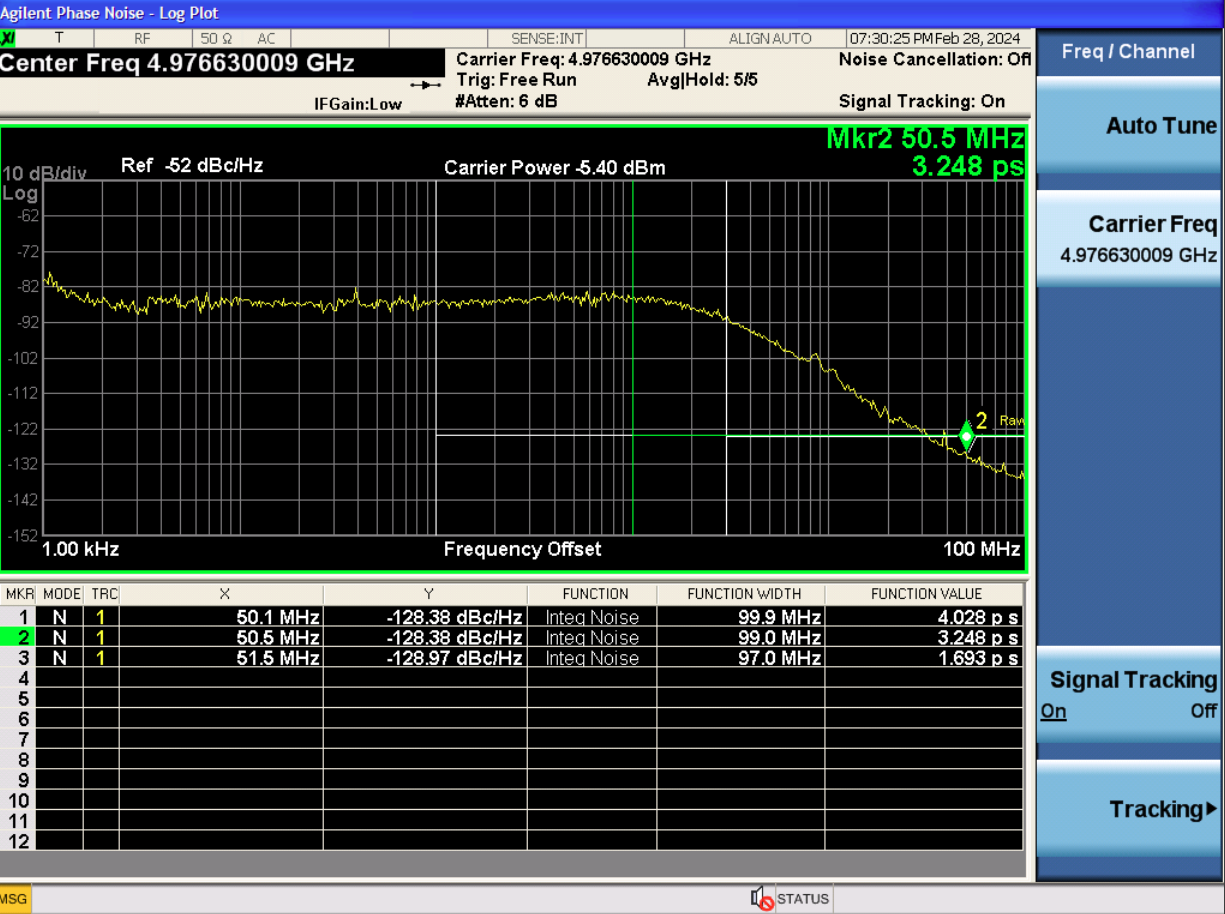 Agilent Phase Noise - Log Plot
XI T RF 50 Ω AC SENSE:INT ALIGN AUTO 07:30:25 PM Feb 28, 2024
Center Freq 4.976630009 GHz
Carrier Freq: 4.976630009 GHz Noise Cancellation: Off
Trig: Free Run Avg|Hold: 5/5
IFGain:Low #Atten: 6 dB Signal Tracking: On
Mkr2 50.5 MHz
3.248 ps
10 dB/div Ref -52 dBc/Hz Carrier Power -5.40 dBm
Log
-62
-72
-82
-92
-102
-112
-122
-132
-142
-152
2 Raw
1.00 kHz Frequency Offset 100 MHz
MKR MODE TRC X Y FUNCTION FUNCTION WIDTH FUNCTION VALUE
1 N 1 50.1 MHz -128.38 dBc/Hz Integ Noise 99.9 MHz 4.028 p s
2 N 1 50.5 MHz -128.38 dBc/Hz Integ Noise 99.0 MHz 3.248 p s
3 N 1 51.5 MHz -128.97 dBc/Hz Integ Noise 97.0 MHz 1.693 p s
4
5
6
7
8
9
10
11
12
MSG STATUS
Freq / Channel
Auto Tune
Carrier Freq
4.976630009 GHz
Signal Tracking
On Off
Tracking